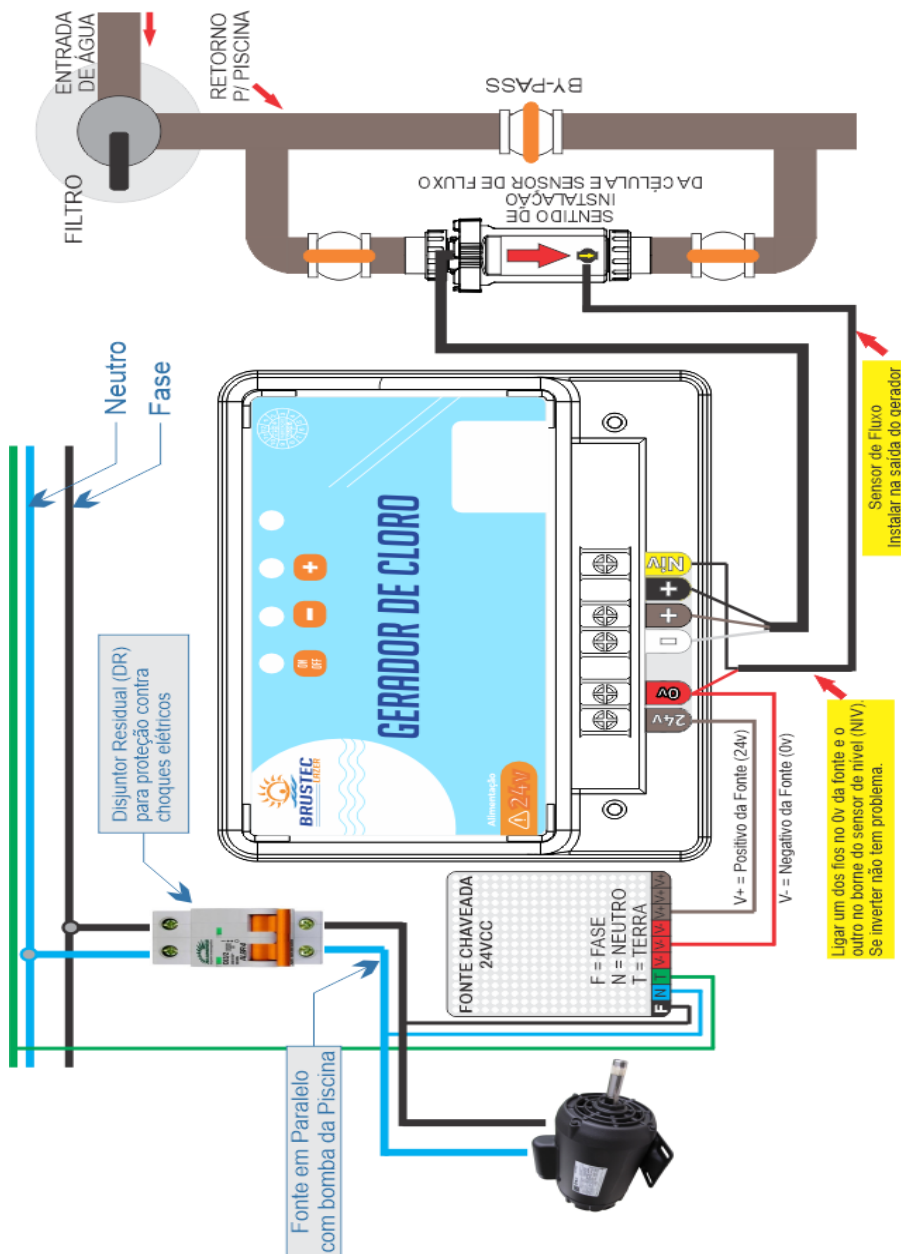 ENTRADA
DE ÁGUA
FILTRO
RETORNO
P/ PISCINA
BY-PASS
SENTIDO DE
INSTALAÇÃO
DA CÉLULA E SENSOR DE FLUXO
Neutro
Fase
Disjuntor Residual (DR)
para proteção contra
choques elétricos
Fonte em Paralelo
com bomba da Piscina
BRUSTEC
LAZER
GERADOR DE CLORO
ON
OFF
-
+
Alimentação
24v
24v
0v
-
+
+
Nív
FONTE CHAVEADA
24VCC
F = FASE
N = NEUTRO
T = TERRA
F N T V- V- V+ V+
V+ = Positivo da Fonte (24v)
V- = Negativo da Fonte (0v)
Sensor de Fluxo
Instalar na saída do gerador
Ligar um dos fios no 0v da fonte e o
outro no borne do sensor de nível (NIV).
Se inverter não tem problema.